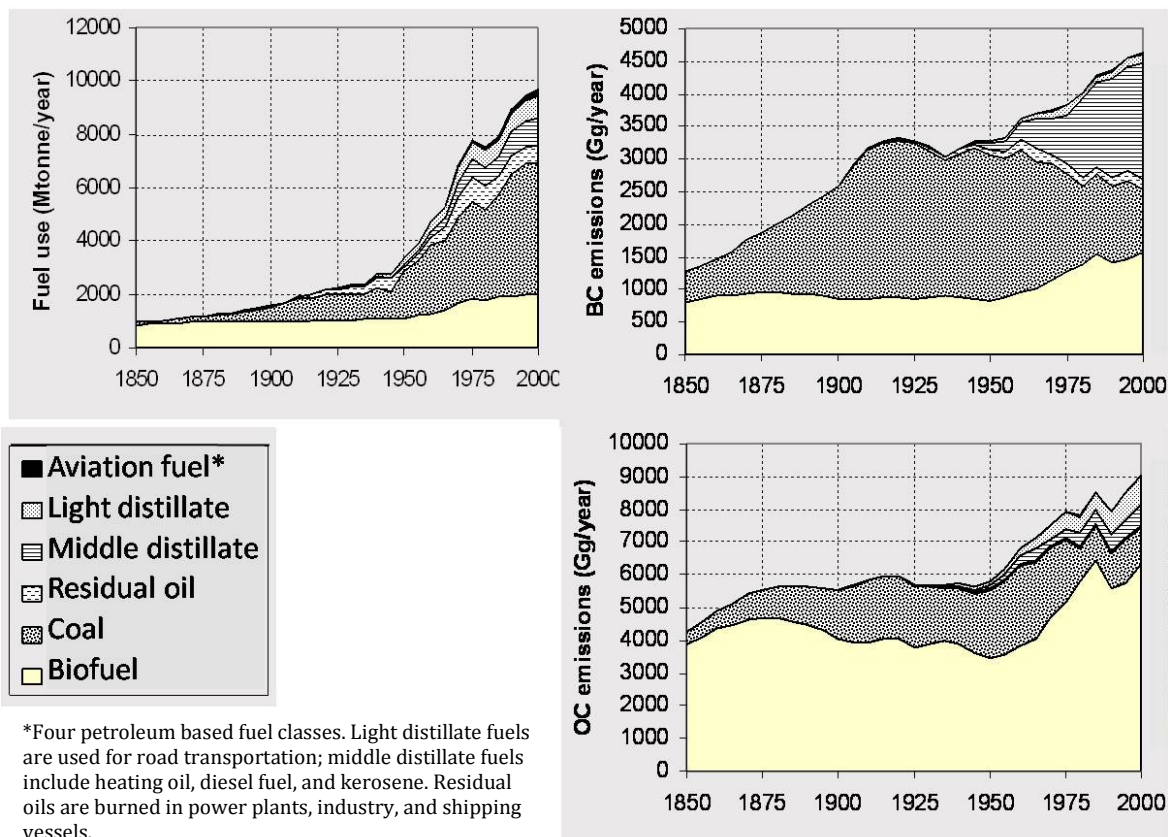 12000
10000
8000
6000
4000
2000
0
Fuel use (Mtonne/year)
1850 1875 1900 1925 1950 1975 2000
5000
4500
4000
3500
3000
2500
2000
1500
1000
500
0
BC emissions (Gg/year)
1850 1875 1900 1925 1950 1975 2000
Aviation fuel*
Light distillate
Middle distillate
Residual oil
Coal
Biofuel
*Four petroleum based fuel classes. Light distillate fuels
are used for road transportation; middle distillate fuels
include heating oil, diesel fuel, and kerosene. Residual
oils are burned in power plants, industry, and shipping
vessels.
10000
9000
8000
7000
6000
5000
4000
3000
2000
1000
0
OC emissions (Gg/year)
1850 1875 1900 1925 1950 1975 2000